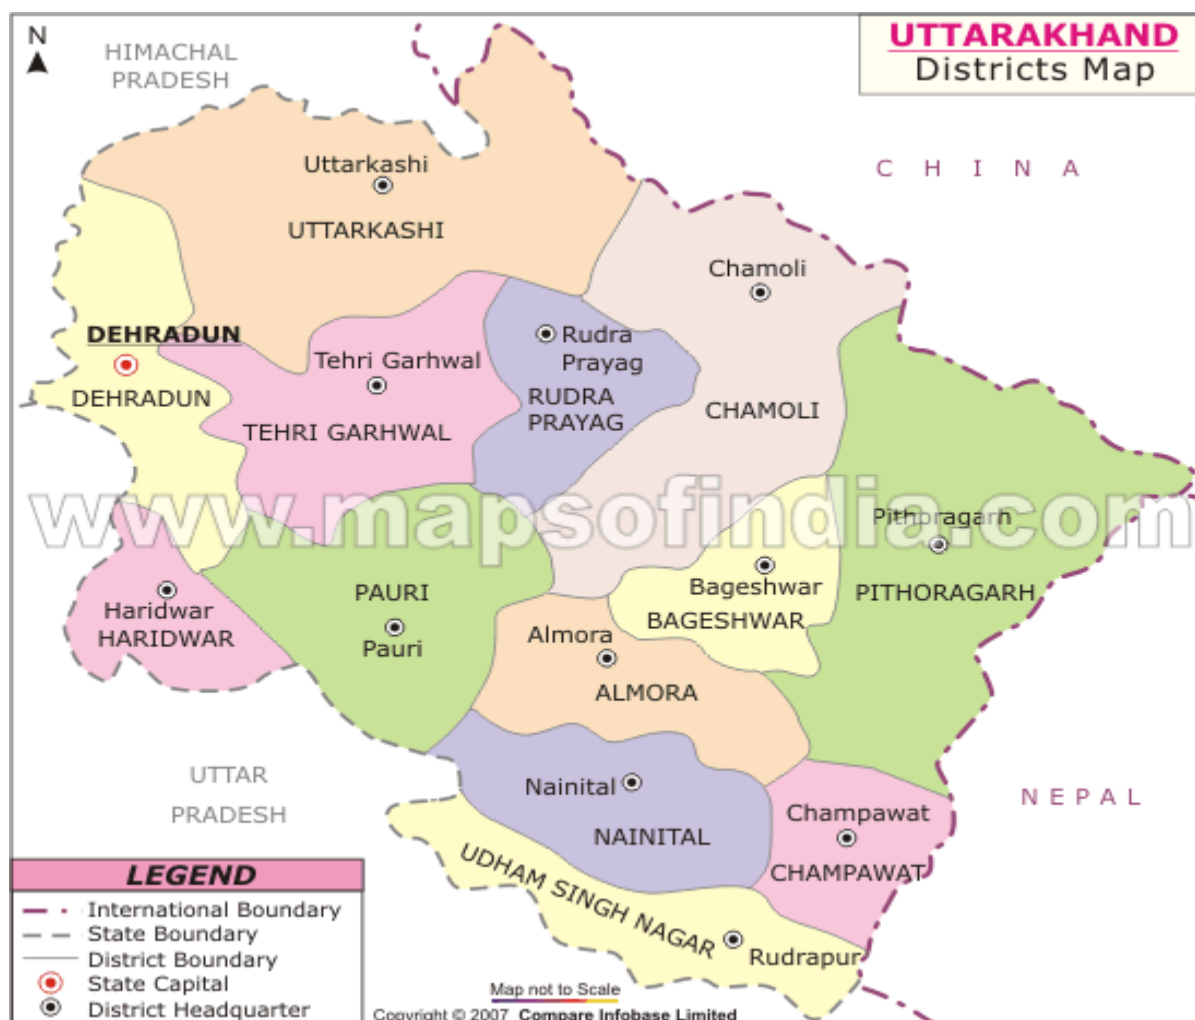 N
HIMACHAL
PRADESH
UTTARAKHAND
Districts Map
C H I N A
Uttarkashi
UTTARKASHI
Chamoli
DEHRADUN
Rudra
Prayag
Tehri Garhwal
DEHRADUN
RUDRA
PRAYAG
CHAMOLI
TEHRI GARHWAL
www.mapsofindia.com
Pithoragarh
PITHORAGARH
Bageshwar
BAGESHWAR
PAURI
Pauri
Haridwar
HARIDWAR
Almora
ALMORA
UTTAR
PRADESH
Nainital
NAINITAL
N E P A L
Champawat
CHAMPAWAT
UDHAM SINGH NAGAR
Rudrapur
LEGEND
International Boundary
State Boundary
District Boundary
State Capital
District Headquarter
Map not to Scale
Copyright © 2007 Compare Infobase Limited